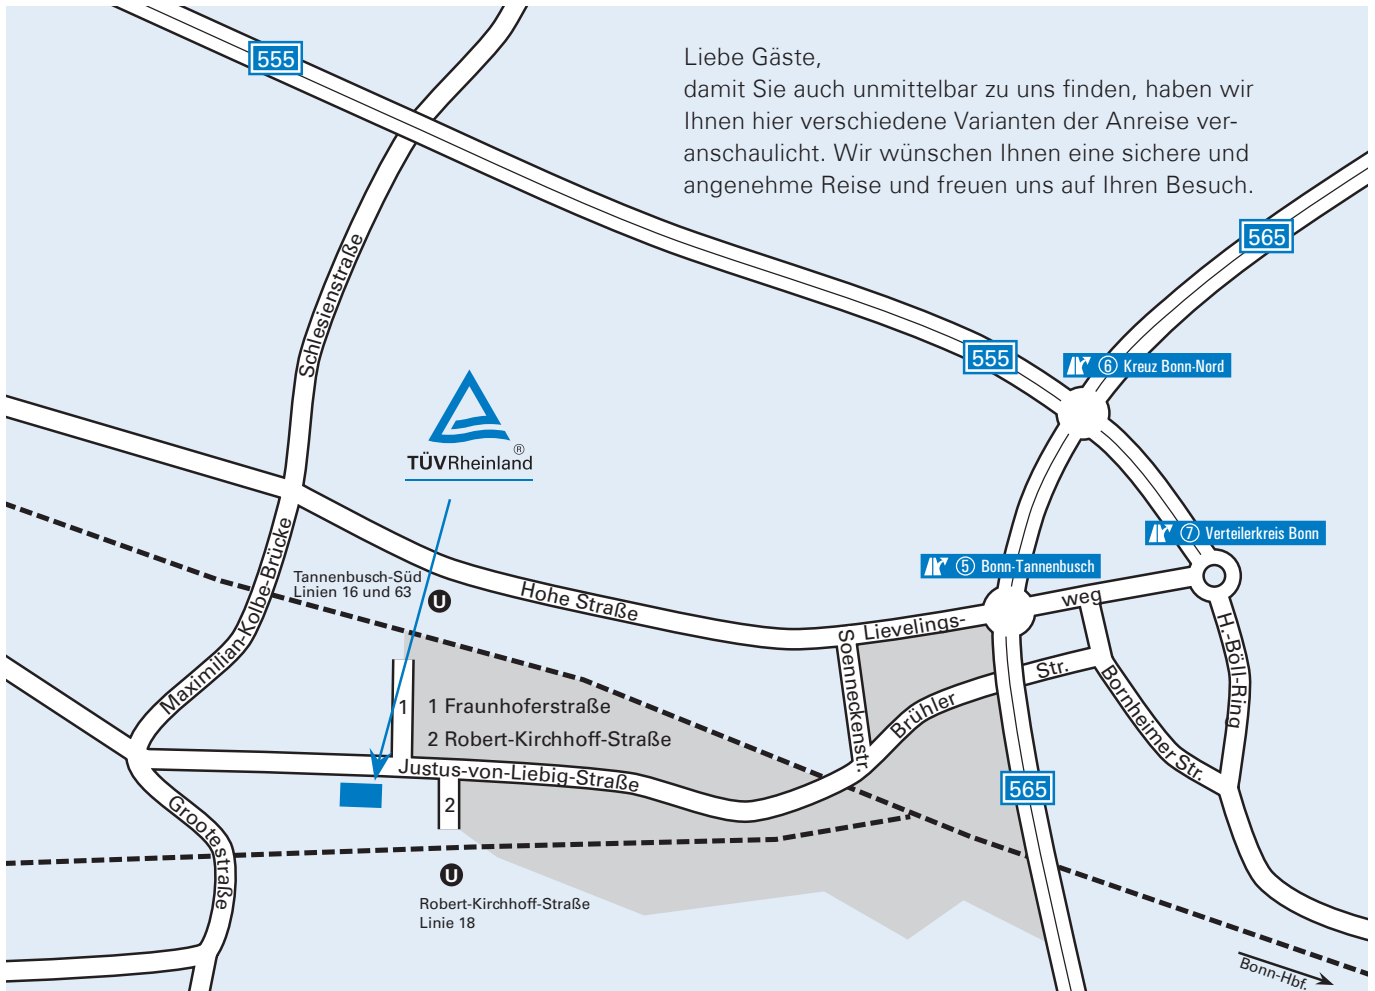 Liebe Gäste,
damit Sie auch unmittelbar zu uns finden, haben wir
Ihnen hier verschiedene Varianten der Anreise ver-
anschaulicht. Wir wünschen Ihnen eine sichere und
angenehme Reise und freuen uns auf Ihren Besuch.
555
565
Schlesienstraße
555
6 Kreuz Bonn-Nord
TÜVRheinland
®
7 Verteilerkreis Bonn
5 Bonn-Tannenbusch
Maximilian-Kolbe-Brücke
Tannenbusch-Süd
Linien 16 und 63
U
Hohe Straße
Lievelings-
weg
Soenneckenstr.
Brühler
Str.
Bornheimer Str.
H.-Böll-Ring
1
1 Fraunhoferstraße
2 Robert-Kirchhoff-Straße
Justus-von-Liebig-Straße
565
2
Grootestraße
U
Robert-Kirchhoff-Straße
Linie 18
Bonn-Hbf.